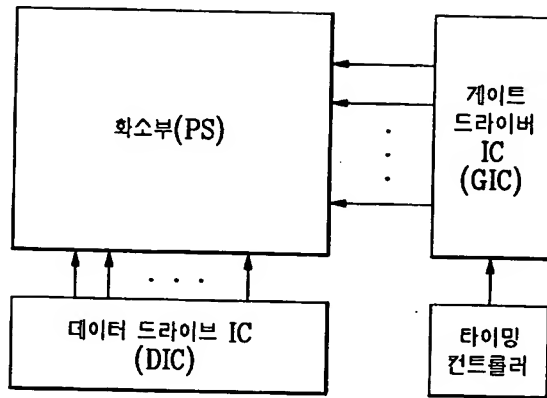 화소부(PS)
게이트
드라이버
IC
(GIC)
데이터 드라이브 IC
(DIC)
타이밍
컨트롤러